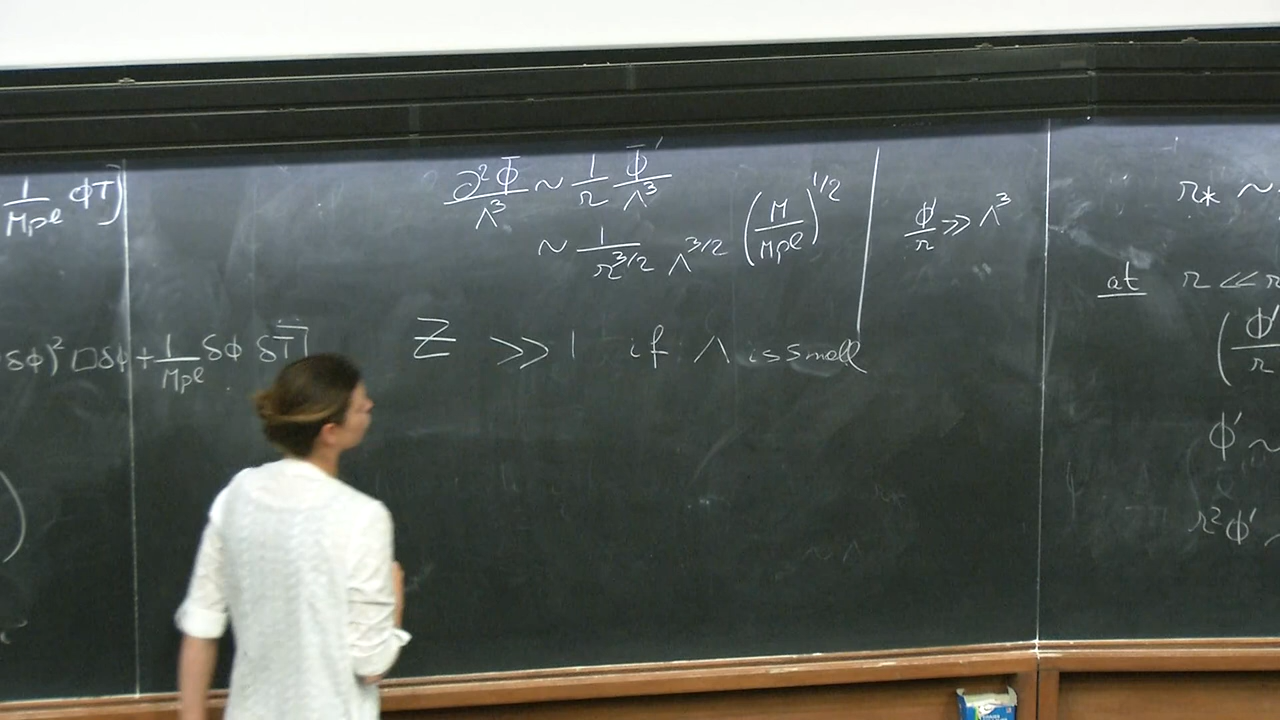 1/Mpl ΦT]
δφ)² □δφ + 1/Mpl δφ δT]
∂²Φ̄/Λ³ ~ 1/r Φ̄'/Λ³
~ 1/(r^3/2 Λ^3/2) (M/Mpl)^1/2
Z >> 1 if Λ is small
φ'/r >> Λ³
r* ~
at r << r
(φ'/r
φ' ~
r²φ' ~